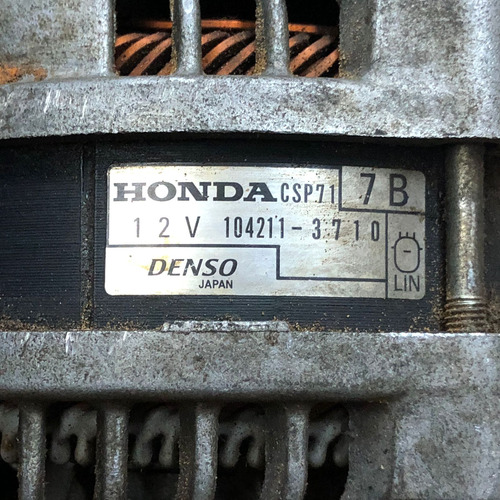 HONDA CSP71 7B
12V 104211-3710
DENSO
JAPAN
LIN